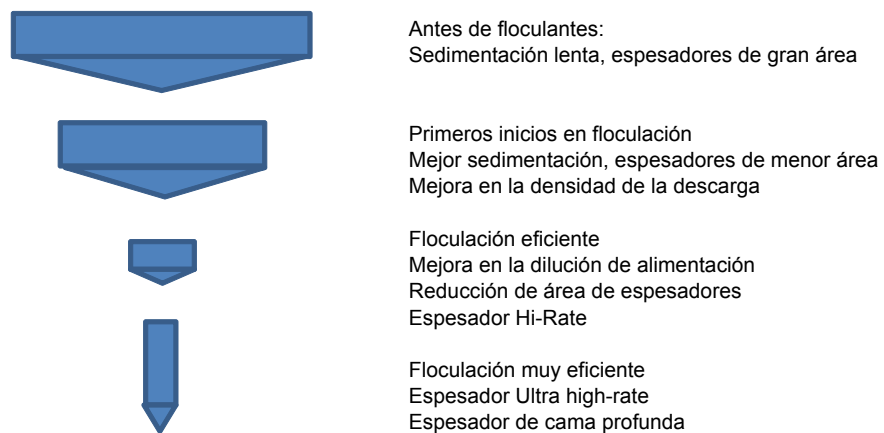 Antes de floculantes:
Sedimentación lenta, espesadores de gran área
Primeros inicios en floculación
Mejor sedimentación, espesadores de menor área
Mejora en la densidad de la descarga
Floculación eficiente
Mejora en la dilución de alimentación
Reducción de área de espesadores
Espesador Hi-Rate
Floculación muy eficiente
Espesador Ultra high-rate
Espesador de cama profunda